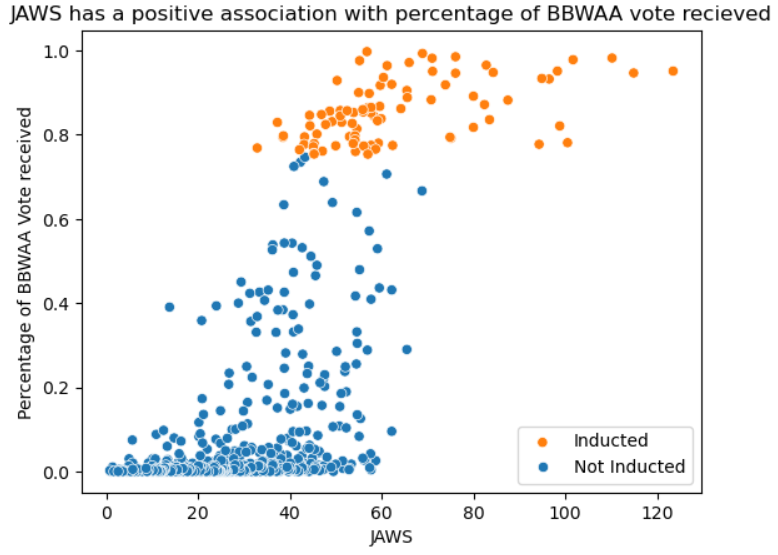 JAWS has a positive association with percentage of BBWAA vote recieved
1.0
0.8
0.6
0.4
0.2
0.0
Percentage of BBWAA Vote received
Inducted
Not Inducted
0 20 40 60 80 100 120
JAWS